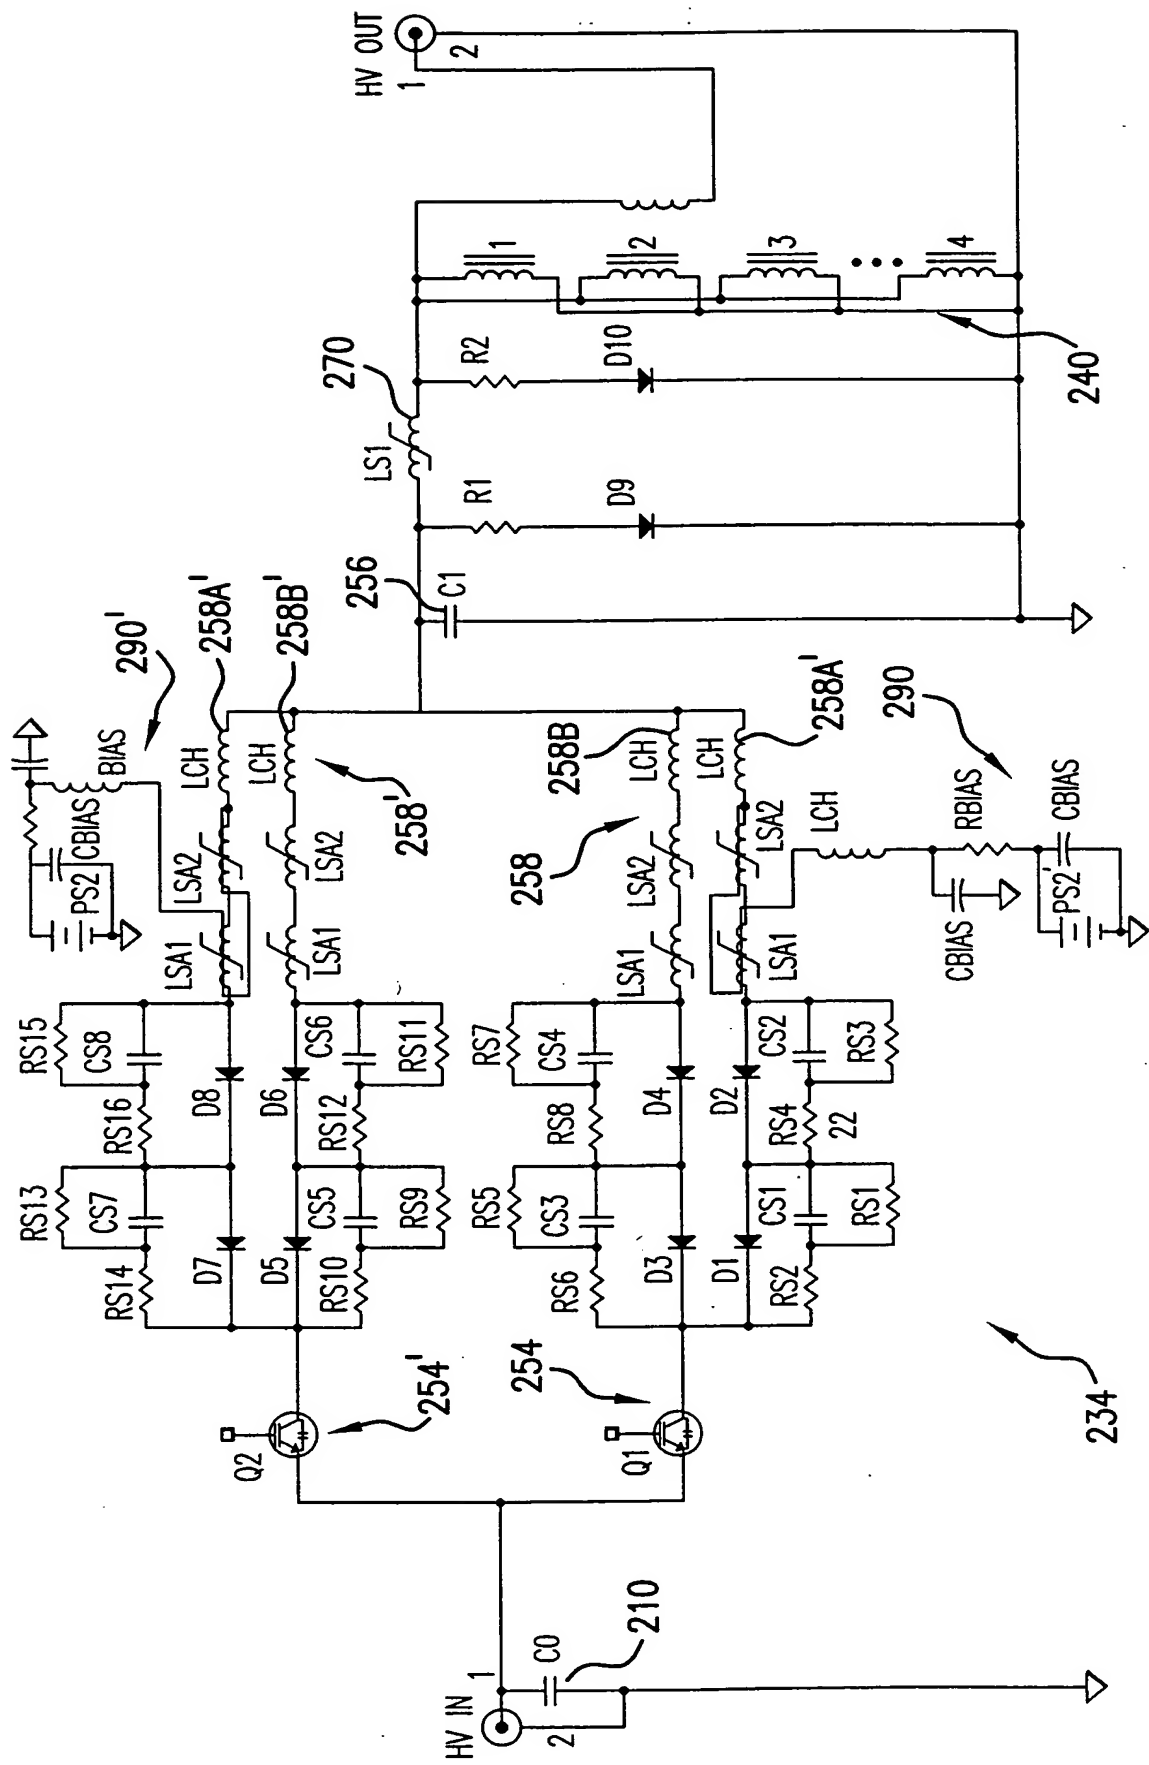 HV IN
1
2
C0
210
Q2
254'
Q1
254
RS14
RS13
CS7
D7
RS16
RS15
CS8
D8
D5
RS10
CS5
RS9
D6
RS12
CS6
RS11
RS6
RS5
CS3
D3
RS8
RS7
CS4
D4
D1
RS2
CS1
RS1
D2
RS4
22
CS2
RS3
234
LSA1
LSA2
LCH
258A'
LSA1
LSA2
LCH
258B'
258'
PS2
CBIAS
BIAS
290'
LSA1
LSA2
LCH
258B
258
LSA1
LSA2
LCH
258A'
LCH
CBIAS
RBIAS
PS2'
CBIAS
290
256
C1
R1
D9
LS1
270
R2
D10
1
2
3
4
240
HV OUT
1
2